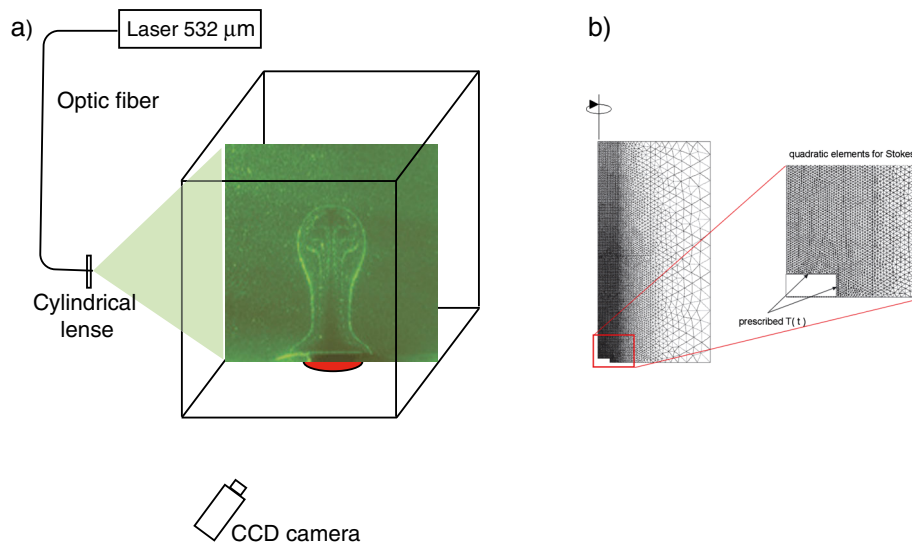 a)
Laser 532 μm
Optic fiber
Cylindrical
lense
CCD camera
b)
quadratic elements for Stokes
prescribed T( t )